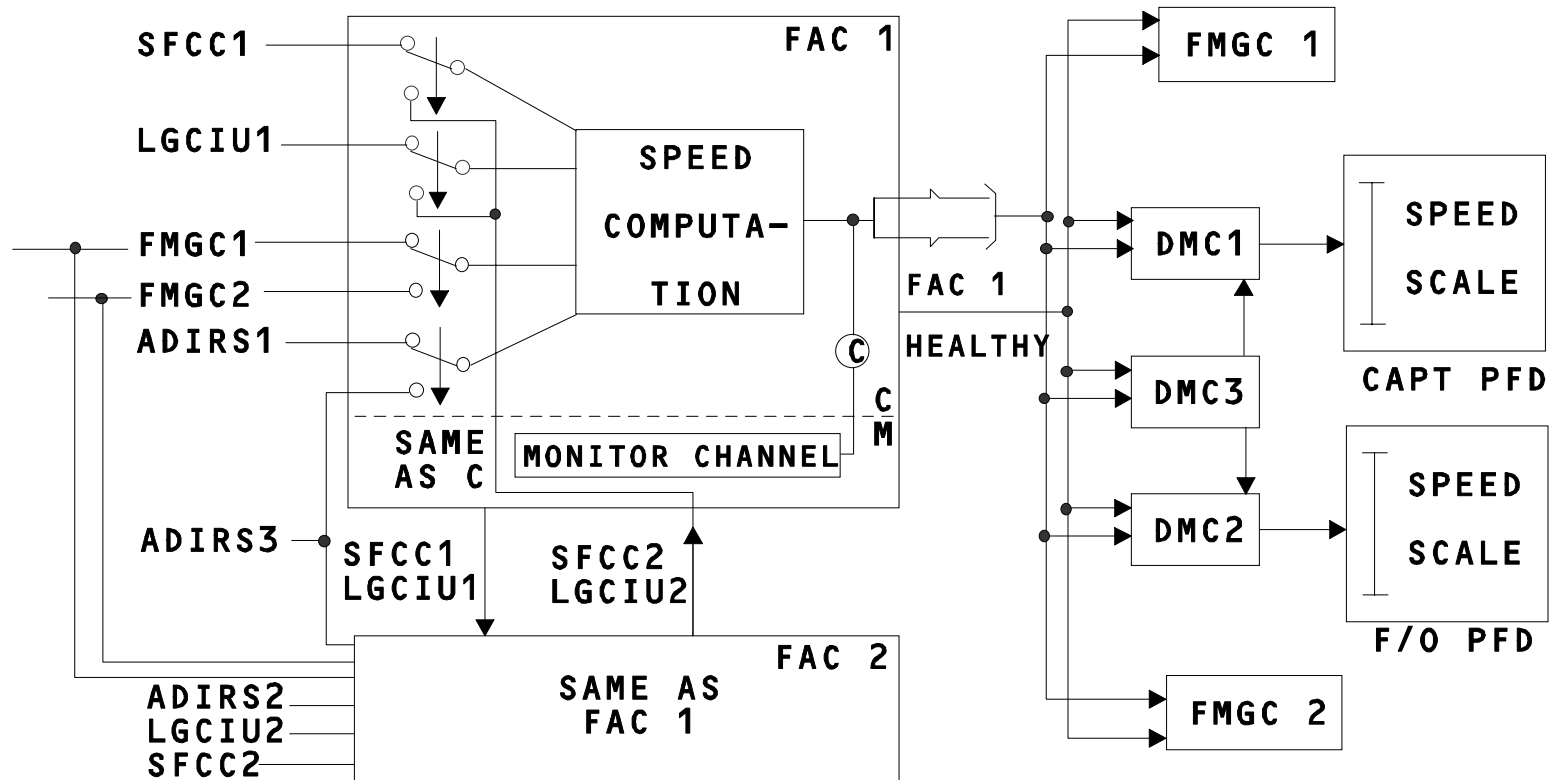 SFCC1
LGCIU1
FMGC1
FMGC2
ADIRS1
FAC 1
SPEED
COMPUTA-
TION
C
C
M
SAME
AS C
MONITOR CHANNEL
FAC 1
HEALTHY
FMGC 1
DMC1
DMC3
DMC2
FMGC 2
SPEED
SCALE
CAPT PFD
SPEED
SCALE
F/O PFD
ADIRS3
SFCC1
LGCIU1
SFCC2
LGCIU2
FAC 2
SAME AS
FAC 1
ADIRS2
LGCIU2
SFCC2